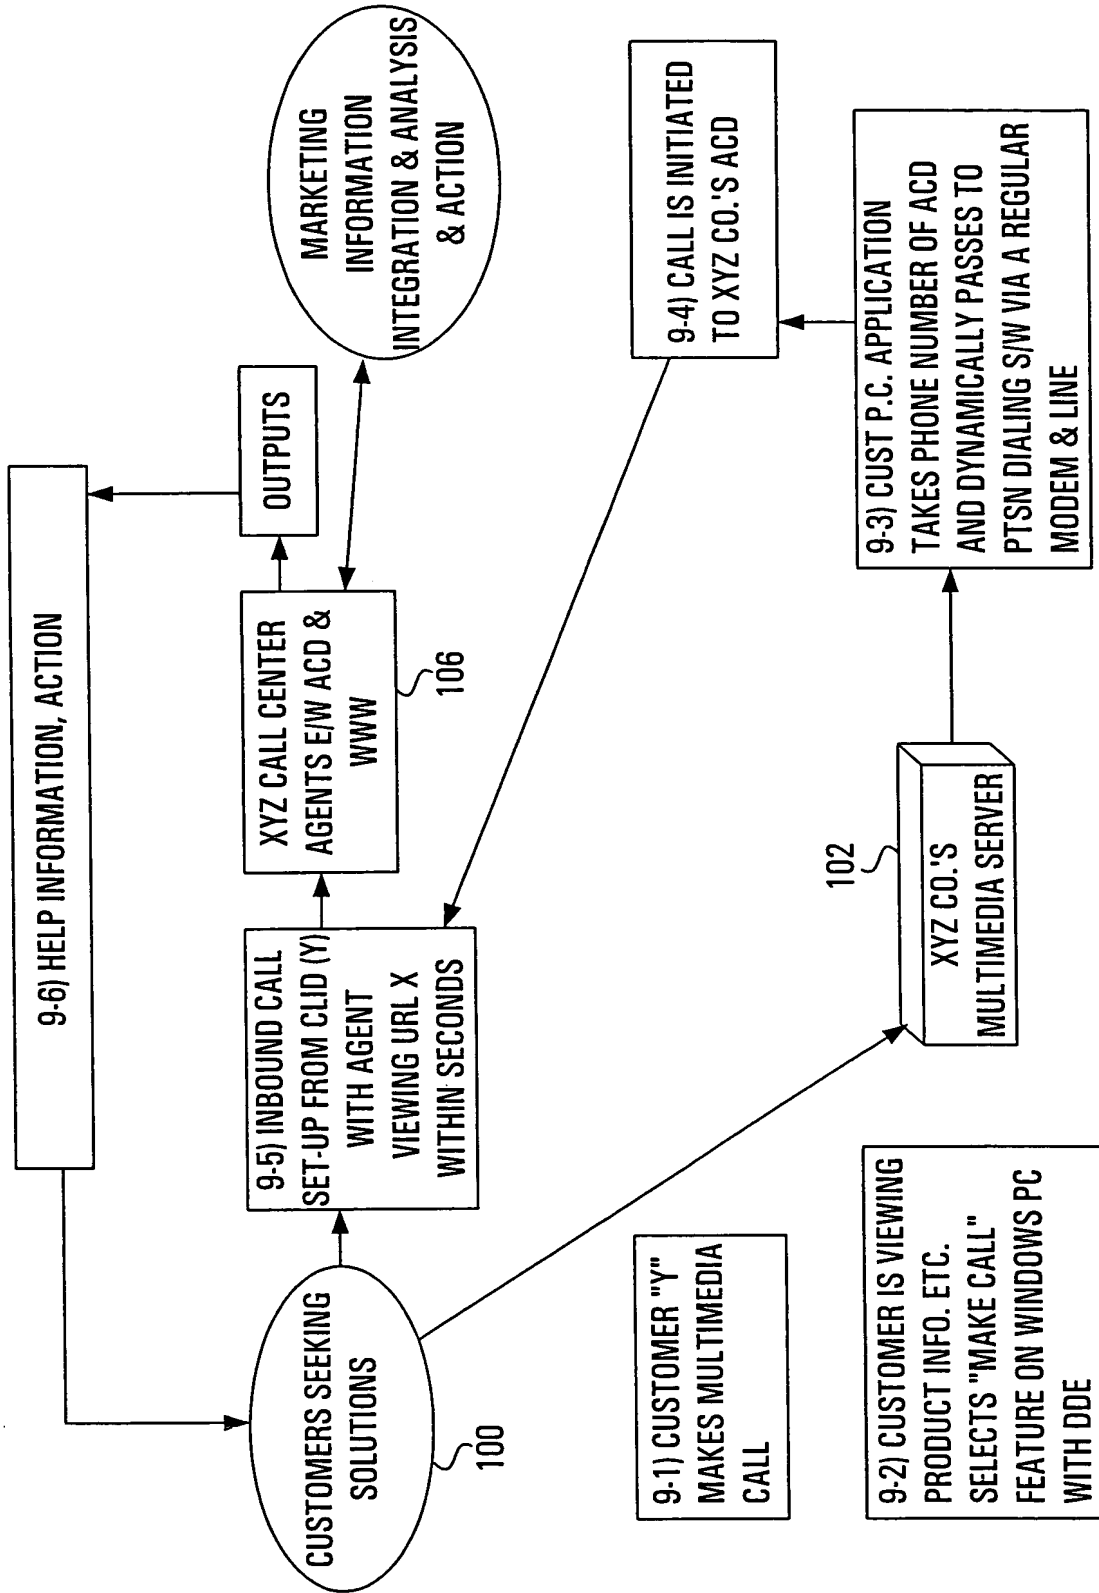 9-6) HELP INFORMATION, ACTION
OUTPUTS
CUSTOMERS SEEKING
SOLUTIONS
100
9-5) INBOUND CALL
SET-UP FROM CLID (Y)
WITH AGENT
VIEWING URL X
WITHIN SECONDS
XYZ CALL CENTER
AGENTS E/W ACD &
WWW
106
MARKETING
INFORMATION
INTEGRATION & ANALYSIS
& ACTION
9-1) CUSTOMER "Y"
MAKES MULTIMEDIA
CALL
9-4) CALL IS INITIATED
TO XYZ CO.'S ACD
9-2) CUSTOMER IS VIEWING
PRODUCT INFO. ETC.
SELECTS "MAKE CALL"
FEATURE ON WINDOWS PC
WITH DDE
102
XYZ CO.'S
MULTIMEDIA SERVER
9-3) CUST P.C. APPLICATION
TAKES PHONE NUMBER OF ACD
AND DYNAMICALLY PASSES TO
PTSN DIALING S/W VIA A REGULAR
MODEM & LINE